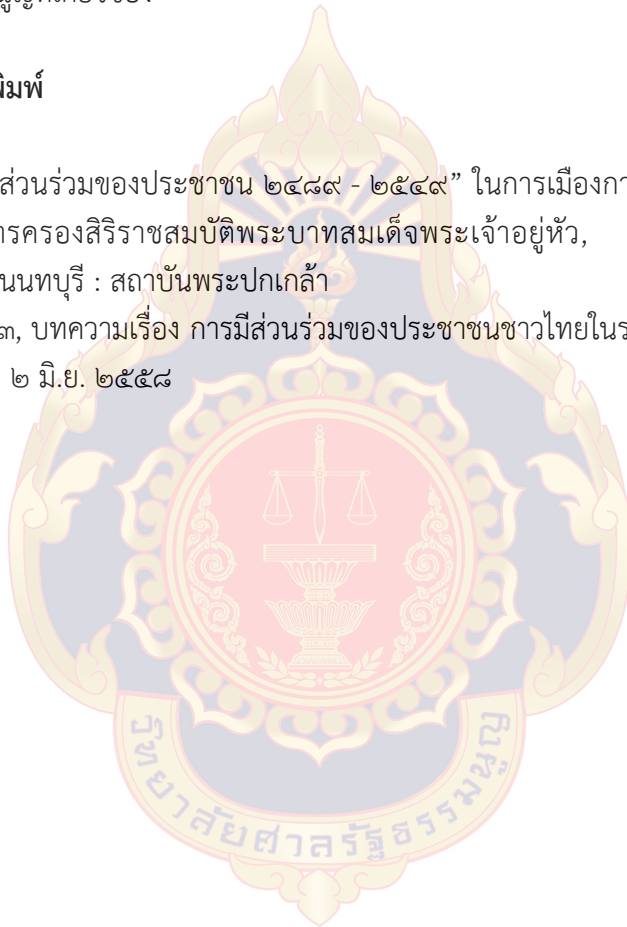 พิมพ์
ส่วนร่วมของประชาชน ๒๔๘๙ - ๒๕๔๙” ในการเมืองกา
ารครองสิริราชสมบัติพระบาทสมเด็จพระเจ้าอยู่หัว,
นนทบุรี : สถาบันพระปกเกล้า
๓, บทความเรื่อง การมีส่วนร่วมของประชาชนชาวไทยในร
๒ มิ.ย. ๒๕๕๘
วิทยาลัยศาลรัฐธรรมนูญ